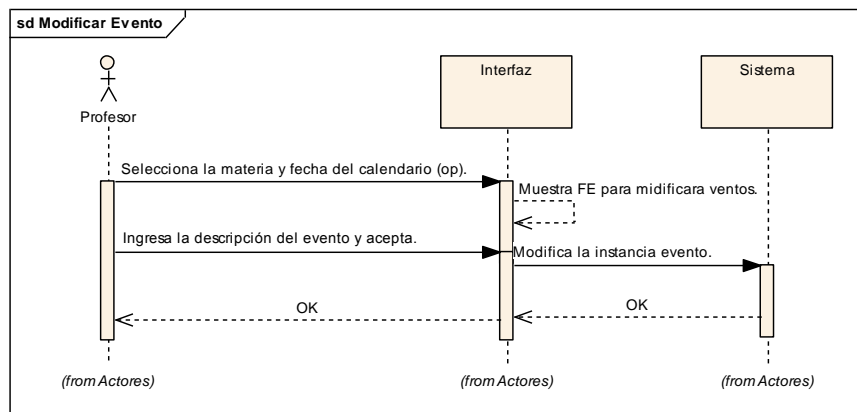 sd Modificar Evento
Profesor
Interfaz
Sistema
Selecciona la materia y fecha del calendario (op).
Muestra FE para midificara ventos.
Ingresa la descripción del evento y acepta.
Modifica la instancia evento.
OK
OK
(from Actores)
(from Actores)
(from Actores)